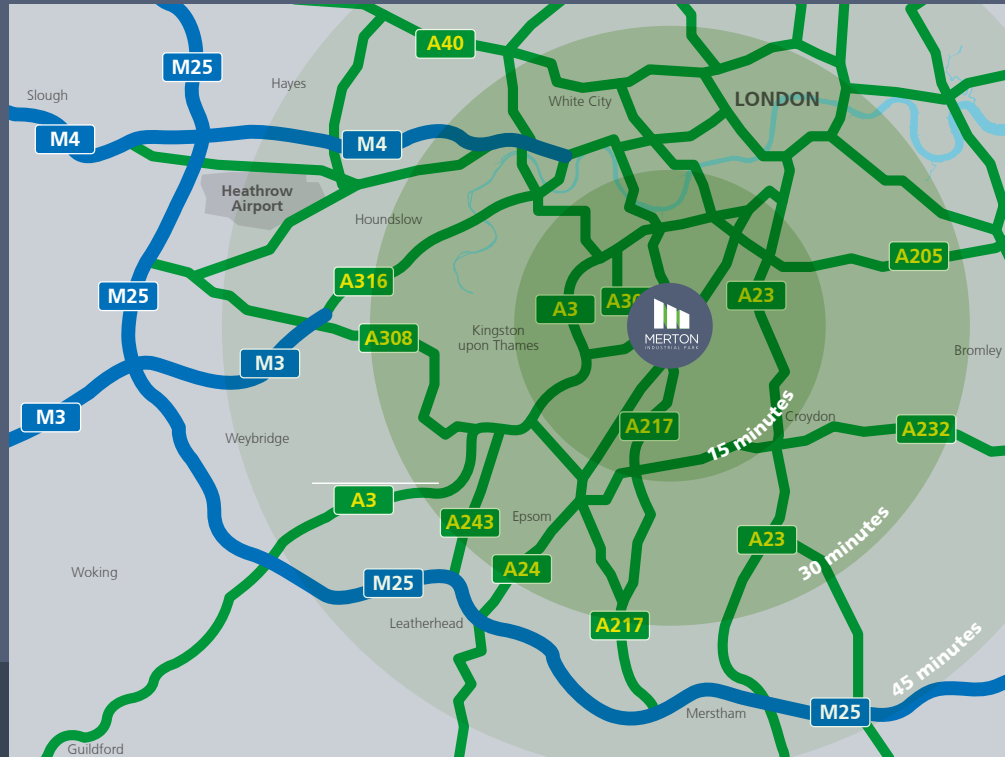 A40
M25
Hayes
Slough
White City
LONDON
M4
M4
Heathrow
Airport
Houndslow
A205
A316
M25
A3
A30
A23
MERTON
INDUSTRIAL PARK
A308
Kingston
upon Thames
Bromley
M3
M3
15 minutes
Croydon
A217
A232
Weybridge
A3
A243
Epsom
A23
30 minutes
A24
Woking
M25
Leatherhead
A217
45 minutes
Merstham
M25
Guildford